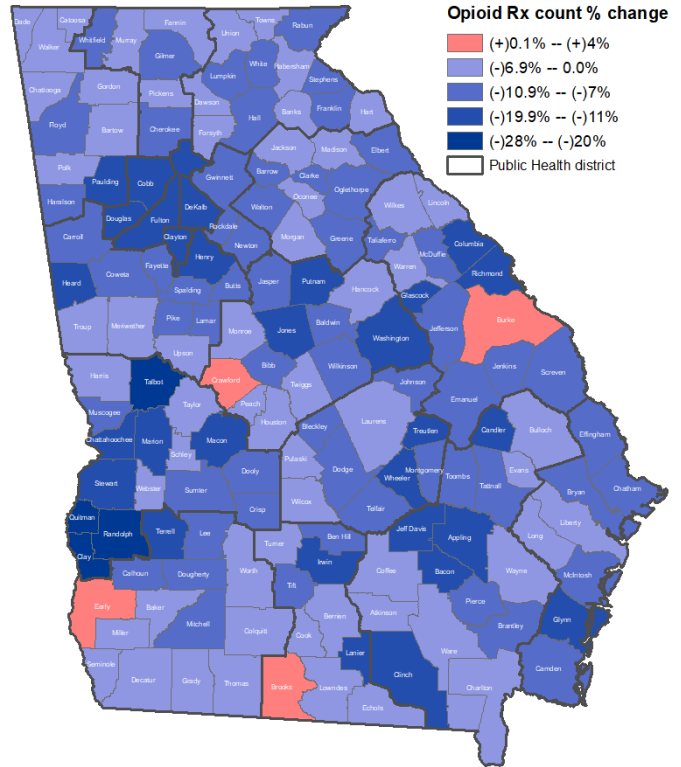 Opioid Rx count % change
(+)0.1% -- (+)4%
(-)6.9% -- 0.0%
(-)10.9% -- (-)7%
(-)19.9% -- (-)11%
(-)28% -- (-)20%
Public Health district
Dade
Catoosa
Fannin
Towns
Rabun
Union
Walker
Whitfield
Murray
Gilmer
White
Habersham
Lumpkin
Stephens
Chattooga
Gordon
Pickens
Dawson
Banks
Franklin
Hart
Floyd
Bartow
Cherokee
Forsyth
Hall
Jackson
Madison
Elbert
Polk
Paulding
Cobb
Gwinnett
Barrow
Clarke
Oglethorpe
Oconee
Wilkes
Lincoln
Haralson
Douglas
Fulton
DeKalb
Walton
Rockdale
Clayton
Morgan
Greene
Taliaferro
Columbia
McDuffie
Carroll
Henry
Newton
Warren
Richmond
Heard
Coweta
Fayette
Spalding
Butts
Jasper
Putnam
Hancock
Glascock
Burke
Troup
Meriwether
Pike
Lamar
Monroe
Jones
Baldwin
Washington
Jefferson
Upson
Bibb
Wilkinson
Jenkins
Screven
Harris
Talbot
Crawford
Twiggs
Johnson
Emanuel
Taylor
Peach
Muscogee
Houston
Laurens
Bleckley
Treutlen
Candler
Bulloch
Effingham
Chattahoochee
Marion
Macon
Schley
Pulaski
Dodge
Montgomery
Evans
Stewart
Webster
Sumter
Dooly
Wheeler
Toombs
Tattnall
Bryan
Chatham
Quitman
Crisp
Wilcox
Telfair
Randolph
Terrell
Lee
Turner
Ben Hill
Jeff Davis
Appling
Long
Liberty
Clay
Calhoun
Dougherty
Worth
Irwin
Coffee
Bacon
Wayne
McIntosh
Tift
Early
Baker
Mitchell
Berrien
Atkinson
Pierce
Brantley
Glynn
Miller
Colquitt
Cook
Lanier
Ware
Seminole
Decatur
Grady
Thomas
Brooks
Lowndes
Clinch
Charlton
Camden
Echols